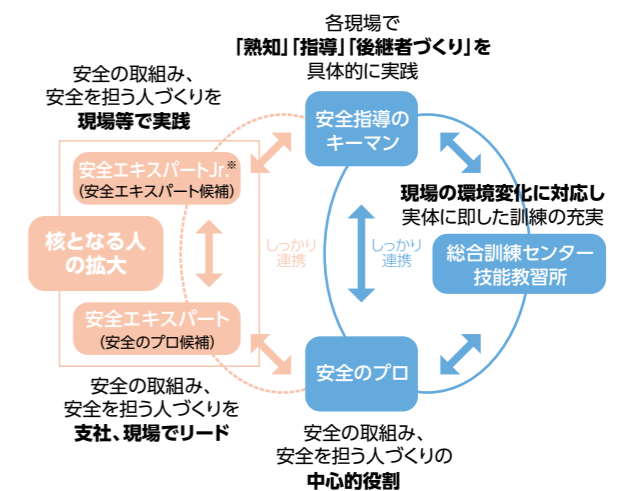 各現場で
「熟知」「指導」「後継者づくり」を
具体的に実践
安全の取組み、
安全を担う人づくりを
現場等で実践
安全指導の
キーマン
安全エキスパートJr.※
(安全エキスパート候補)
現場の環境変化に対応し
実体に即した訓練の充実
核となる人
の拡大
しっかり
連携
しっかり
連携
総合訓練センター
技能教習所
安全エキスパート
(安全のプロ候補)
安全のプロ
安全の取組み、
安全を担う人づくりを
支社、現場でリード
安全の取組み、
安全を担う人づくりの
中心的役割